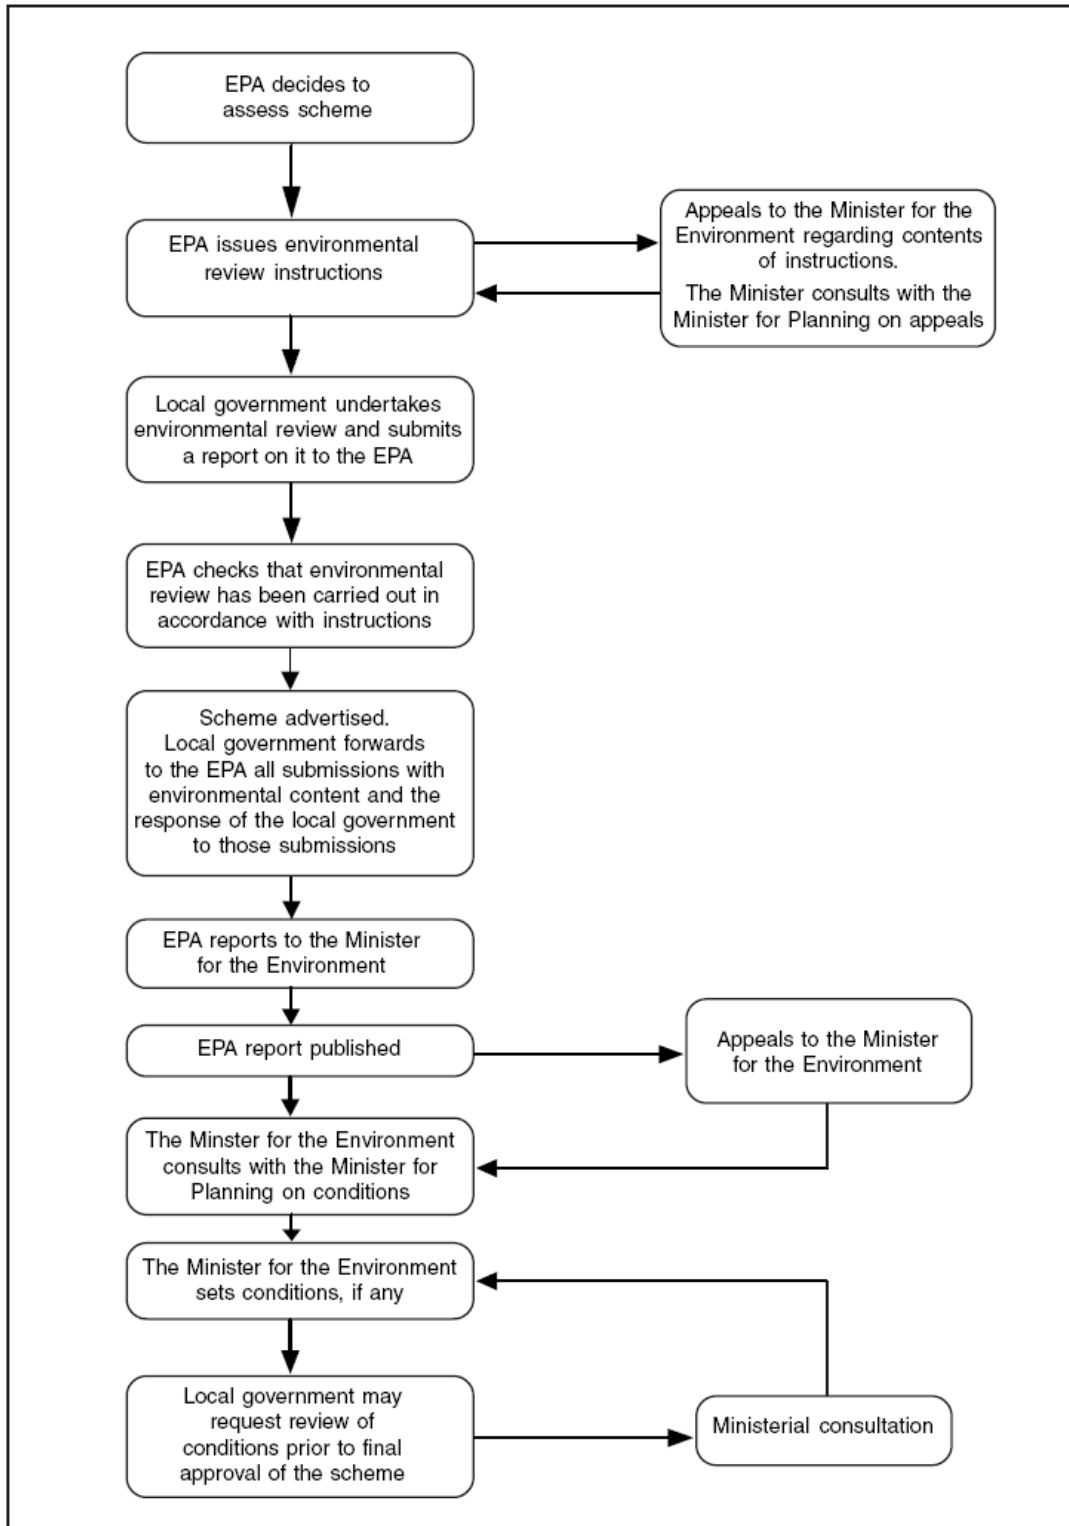 EPA decides to
assess scheme
EPA issues environmental
review instructions
Appeals to the Minister for the
Environment regarding contents
of instructions.
The Minister consults with the
Minister for Planning on appeals
Local government undertakes
environmental review and submits
a report on it to the EPA
EPA checks that environmental
review has been carried out in
accordance with instructions
Scheme advertised.
Local government forwards
to the EPA all submissions with
environmental content and the
response of the local government
to those submissions
EPA reports to the Minister
for the Environment
EPA report published
Appeals to the Minister
for the Environment
The Minster for the Environment
consults with the Minister for
Planning on conditions
The Minister for the Environment
sets conditions, if any
Local government may
request review of
conditions prior to final
approval of the scheme
Ministerial consultation